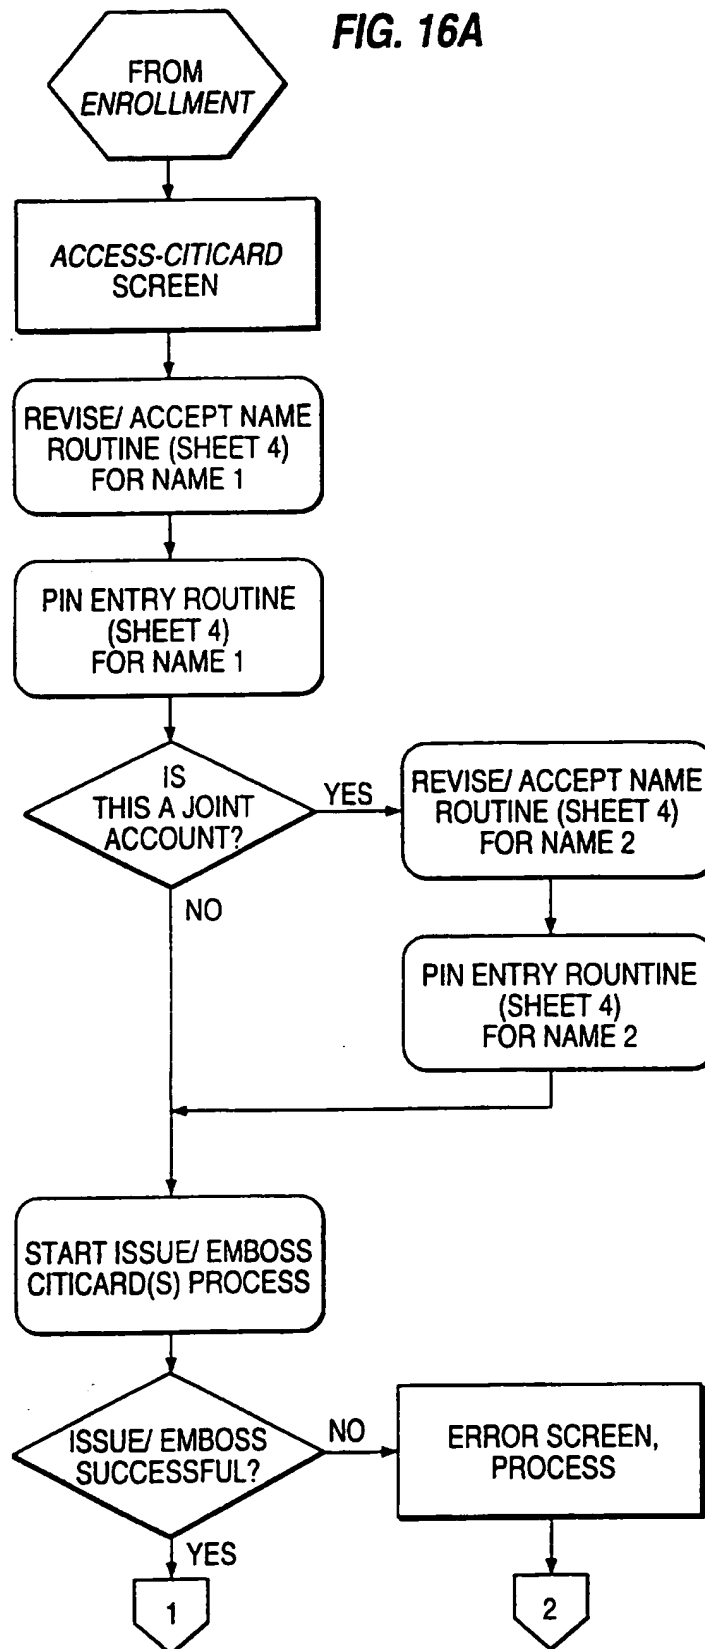 FIG. 16A
FROM
ENROLLMENT
ACCESS-CITICARD
SCREEN
REVISE/ ACCEPT NAME
ROUTINE (SHEET 4)
FOR NAME 1
PIN ENTRY ROUTINE
(SHEET 4)
FOR NAME 1
IS
THIS A JOINT
ACCOUNT?
YES
REVISE/ ACCEPT NAME
ROUTINE (SHEET 4)
FOR NAME 2
NO
PIN ENTRY ROUNTINE
(SHEET 4)
FOR NAME 2
START ISSUE/ EMBOSS
CITICARD(S) PROCESS
ISSUE/ EMBOSS
SUCCESSFUL?
NO
ERROR SCREEN,
PROCESS
YES
1
2